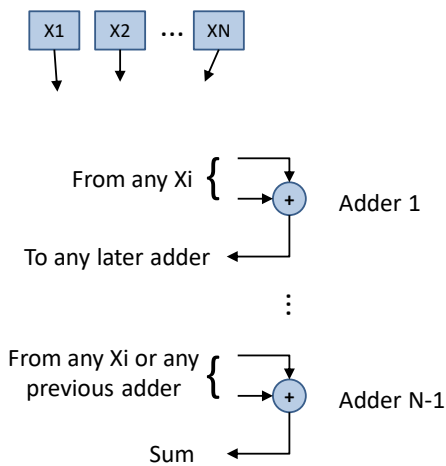 X1 X2 ... XN
From any Xi {
+
Adder 1
To any later adder
⋮
From any Xi or any
previous adder {
+
Adder N-1
Sum